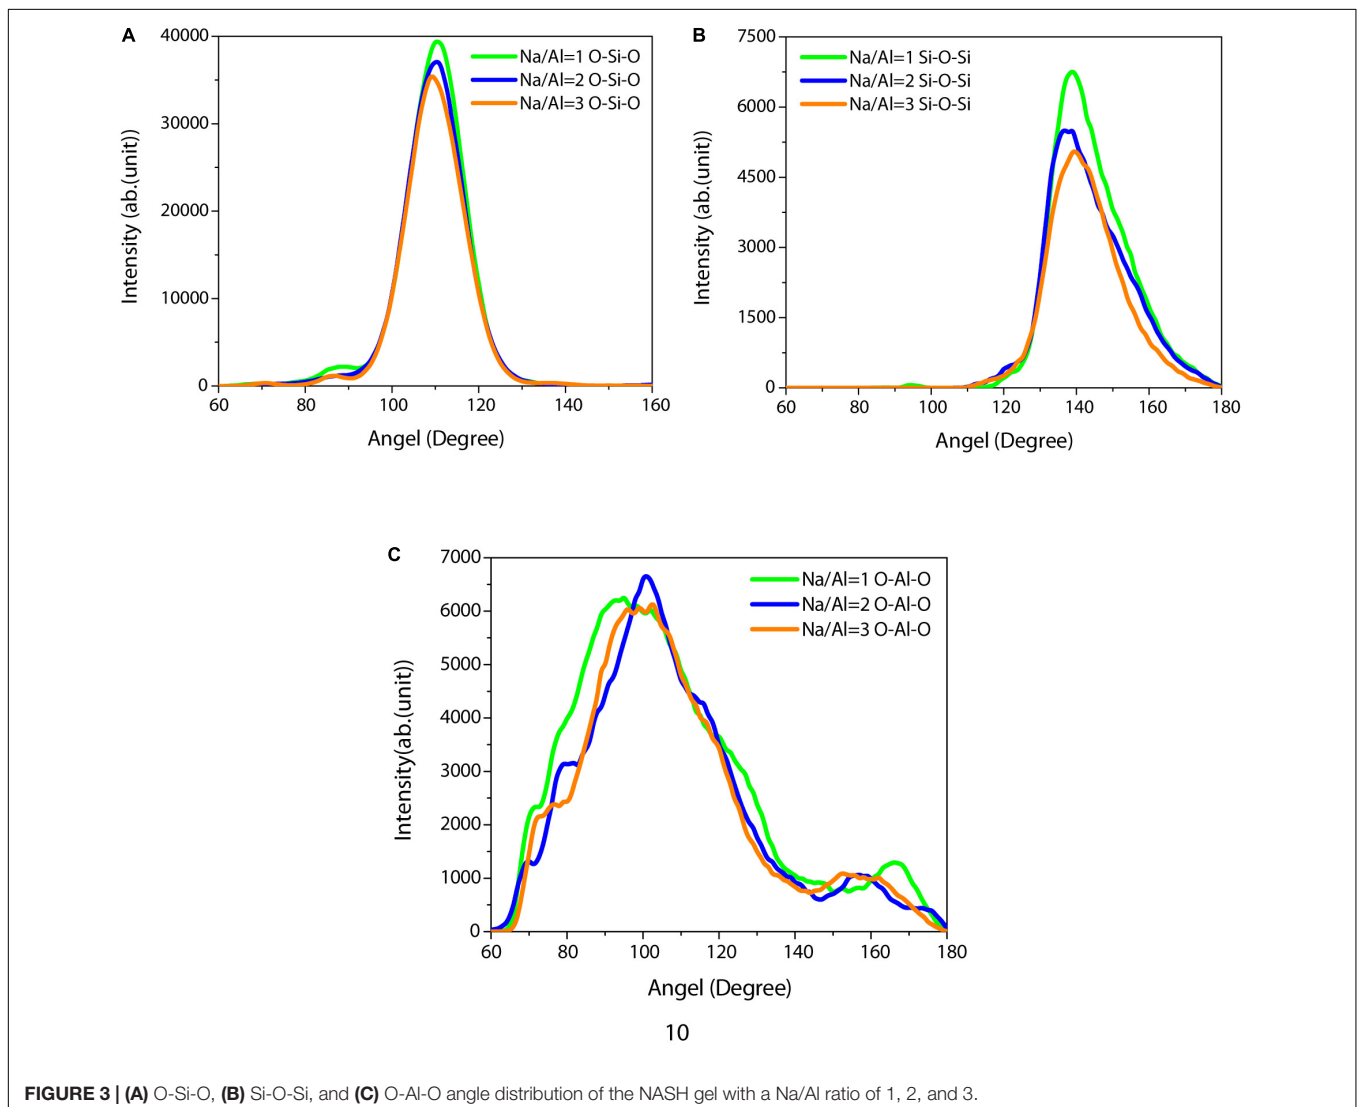 A
40000
30000
20000
10000
0
60 80 100 120 140 160
Intensity (ab.(unit))
Angel (Degree)
Na/Al=1 O-Si-O
Na/Al=2 O-Si-O
Na/Al=3 O-Si-O
B
7500
6000
4500
3000
1500
0
60 80 100 120 140 160 180
Intensity (ab.(unit))
Angel (Degree)
Na/Al=1 Si-O-Si
Na/Al=2 Si-O-Si
Na/Al=3 Si-O-Si
C
7000
6000
5000
4000
3000
2000
1000
0
60 80 100 120 140 160 180
Intensity(ab.(unit))
Angel (Degree)
Na/Al=1 O-Al-O
Na/Al=2 O-Al-O
Na/Al=3 O-Al-O
10
FIGURE 3 | (A) O-Si-O, (B) Si-O-Si, and (C) O-Al-O angle distribution of the NASH gel with a Na/Al ratio of 1, 2, and 3.